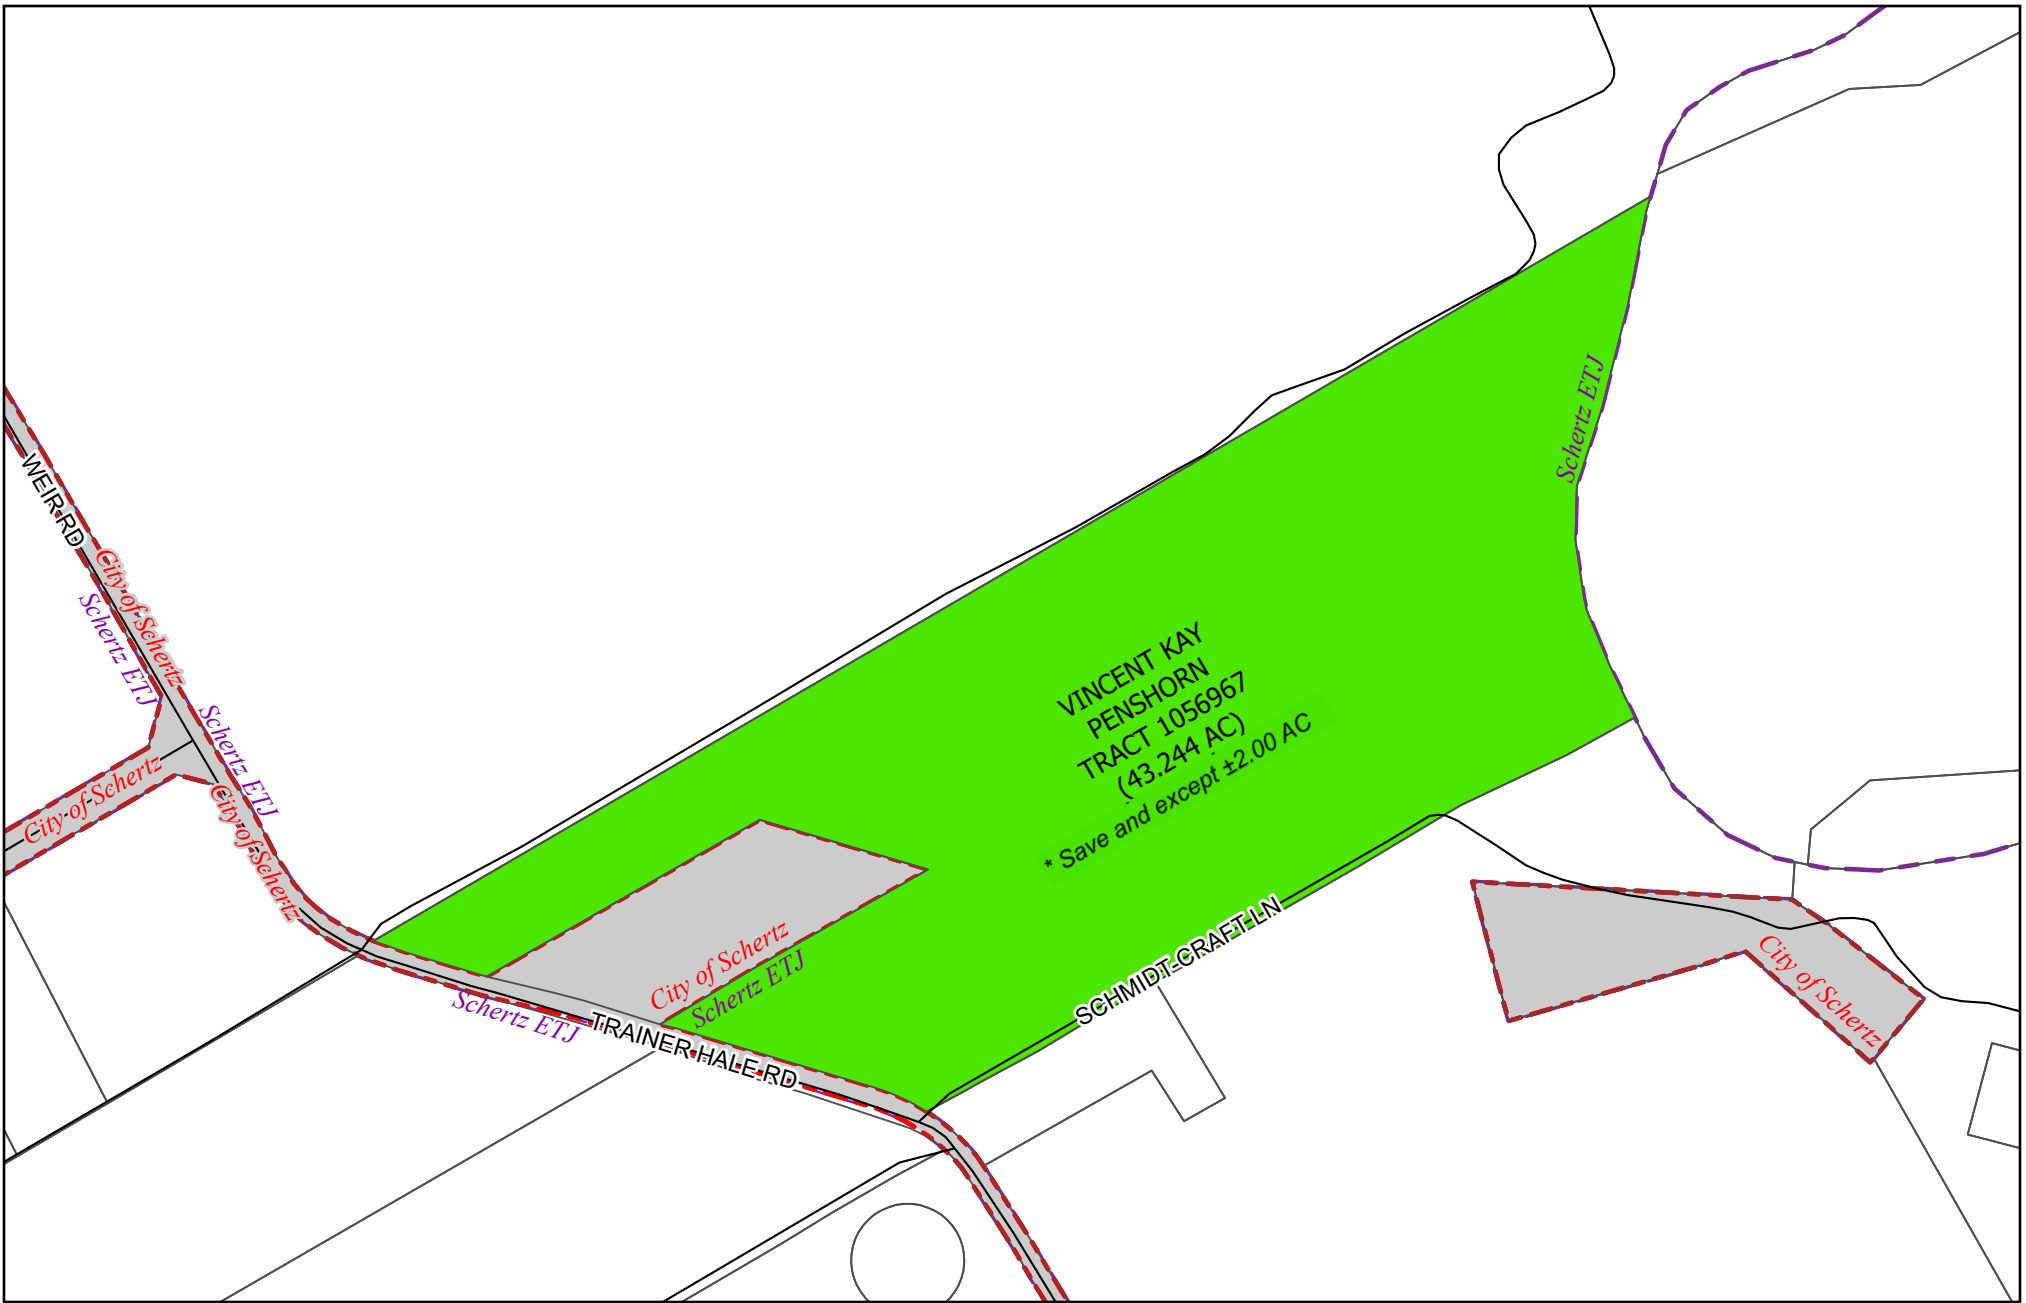 Schertz ETJ
WEIR RD
City of Schertz
Schertz ETJ
VINCENT KAY
PENSHORN
TRACT 1056967
(43.244 AC)
* Save and except ±2.00 AC
Schertz ETJ
City of Schertz
City of Schertz
City of Schertz
Schertz ETJ
SCHMIDT-CRAFT LN
Schertz ETJ
TRAINER HALE RD
City of Schertz